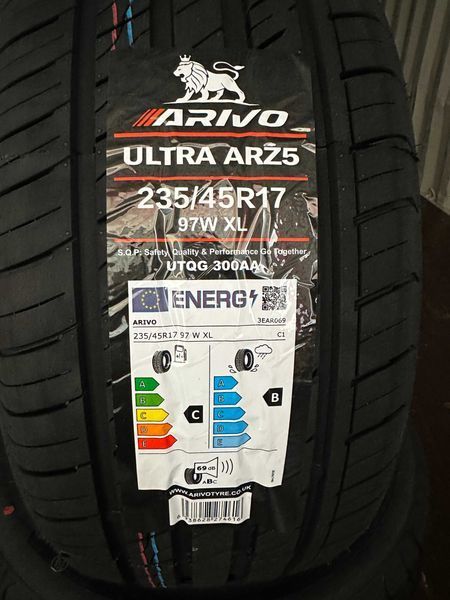 ARIVO
ULTRA ARZ5
235/45R17
97W XL
S.Q.P: Safety, Quality & Performance Go Together
UTQG 300AA
ENERG
ARIVO 3EAR069
235/45R17 97 W XL C1
A A
B B B
C C C
D D
E E
69 dB
ABC
WWW.ARIVOTYRE.CO.UK